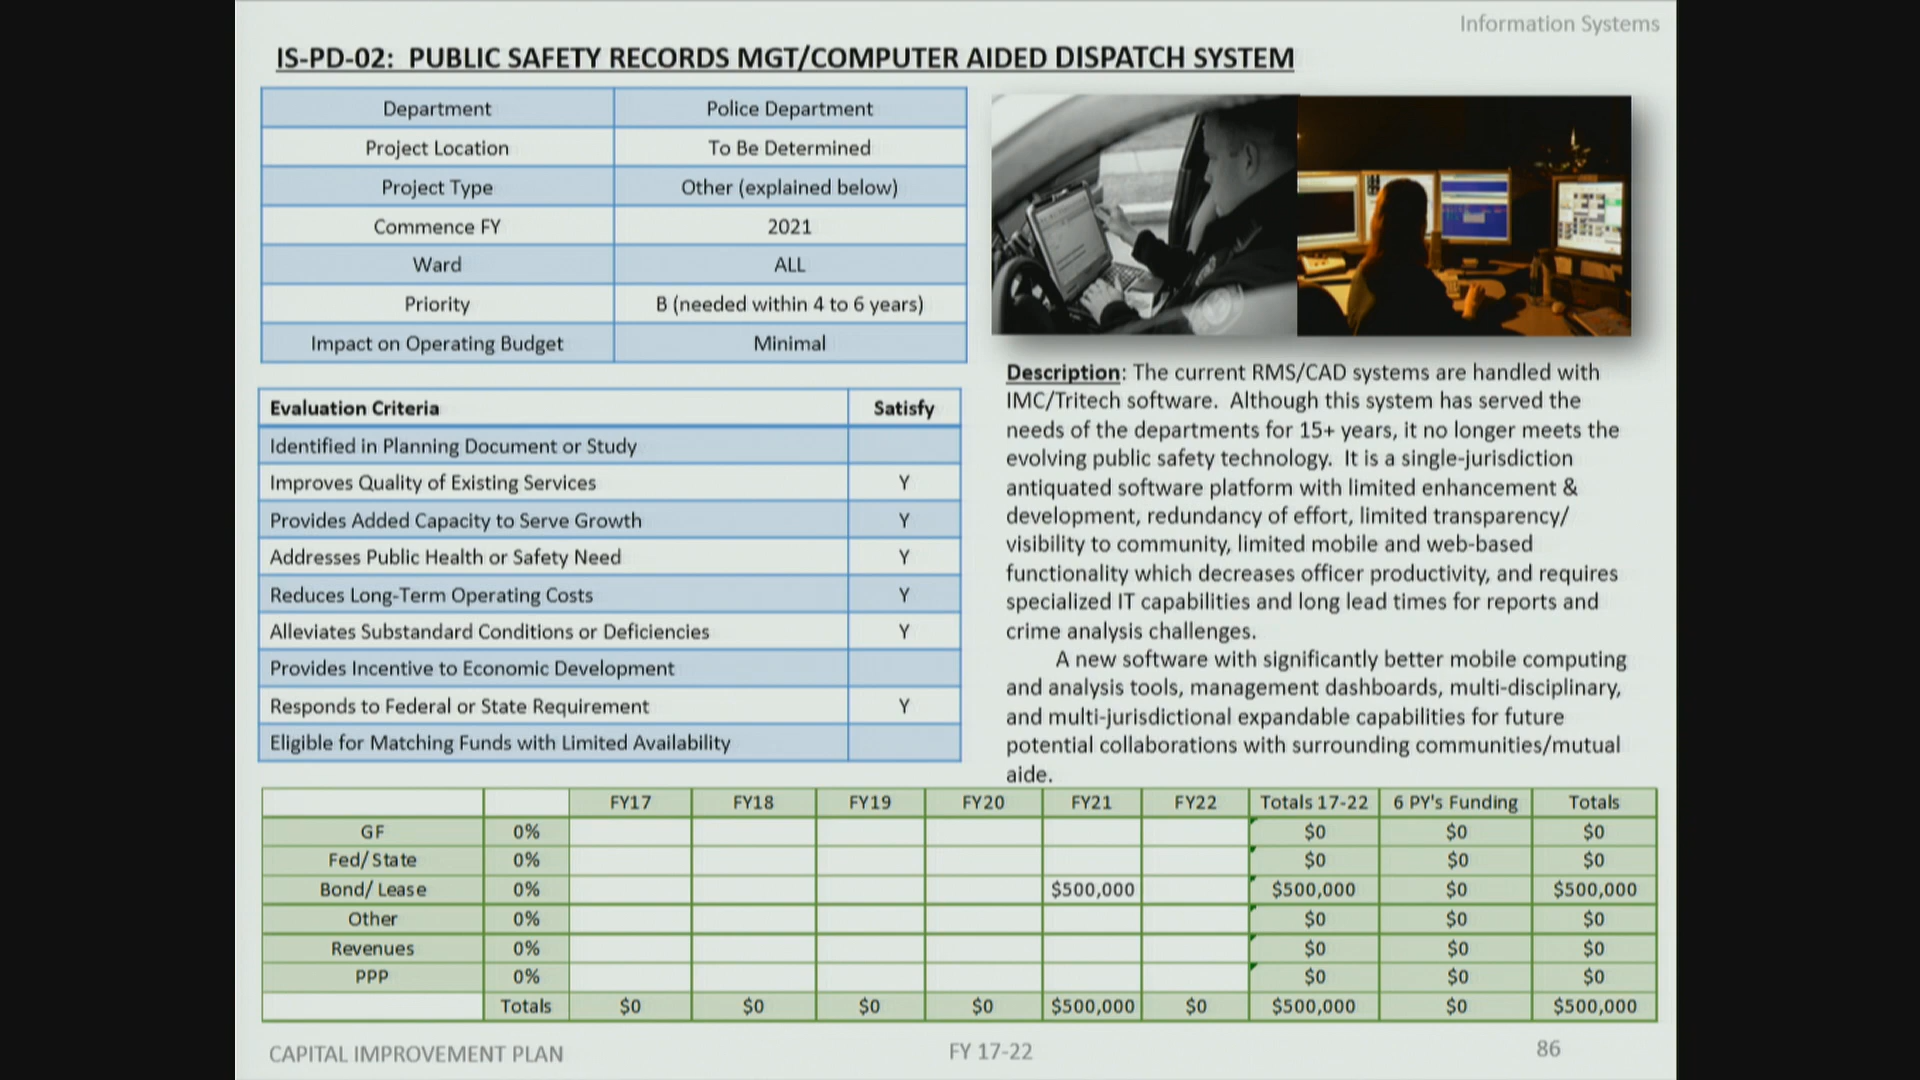 Information Systems
IS-PD-02:  PUBLIC SAFETY RECORDS MGT/COMPUTER AIDED DISPATCH SYSTEM
Department Police Department
Project Location To Be Determined
Project Type Other (explained below)
Commence FY 2021
Ward ALL
Priority B (needed within 4 to 6 years)
Impact on Operating Budget Minimal
Evaluation Criteria Satisfy
Identified in Planning Document or Study
Improves Quality of Existing Services Y
Provides Added Capacity to Serve Growth Y
Addresses Public Health or Safety Need Y
Reduces Long-Term Operating Costs Y
Alleviates Substandard Conditions or Deficiencies Y
Provides Incentive to Economic Development
Responds to Federal or State Requirement Y
Eligible for Matching Funds with Limited Availability
Description: The current RMS/CAD systems are handled with
IMC/Tritech software.  Although this system has served the
needs of the departments for 15+ years, it no longer meets the
evolving public safety technology.  It is a single-jurisdiction
antiquated software platform with limited enhancement &
development, redundancy of effort, limited transparency/
visibility to community, limited mobile and web-based
functionality which decreases officer productivity, and requires
specialized IT capabilities and long lead times for reports and
crime analysis challenges.
A new software with significantly better mobile computing
and analysis tools, management dashboards, multi-disciplinary,
and multi-jurisdictional expandable capabilities for future
potential collaborations with surrounding communities/mutual
aide.
FY17 FY18 FY19 FY20 FY21 FY22 Totals 17-22 6 PY's Funding Totals
GF 0% $0 $0 $0
Fed/ State 0% $0 $0 $0
Bond/ Lease 0% $500,000 $500,000 $0 $500,000
Other 0% $0 $0 $0
Revenues 0% $0 $0 $0
PPP 0% $0 $0 $0
Totals $0 $0 $0 $0 $500,000 $0 $500,000 $0 $500,000
CAPITAL IMPROVEMENT PLAN FY 17-22 86